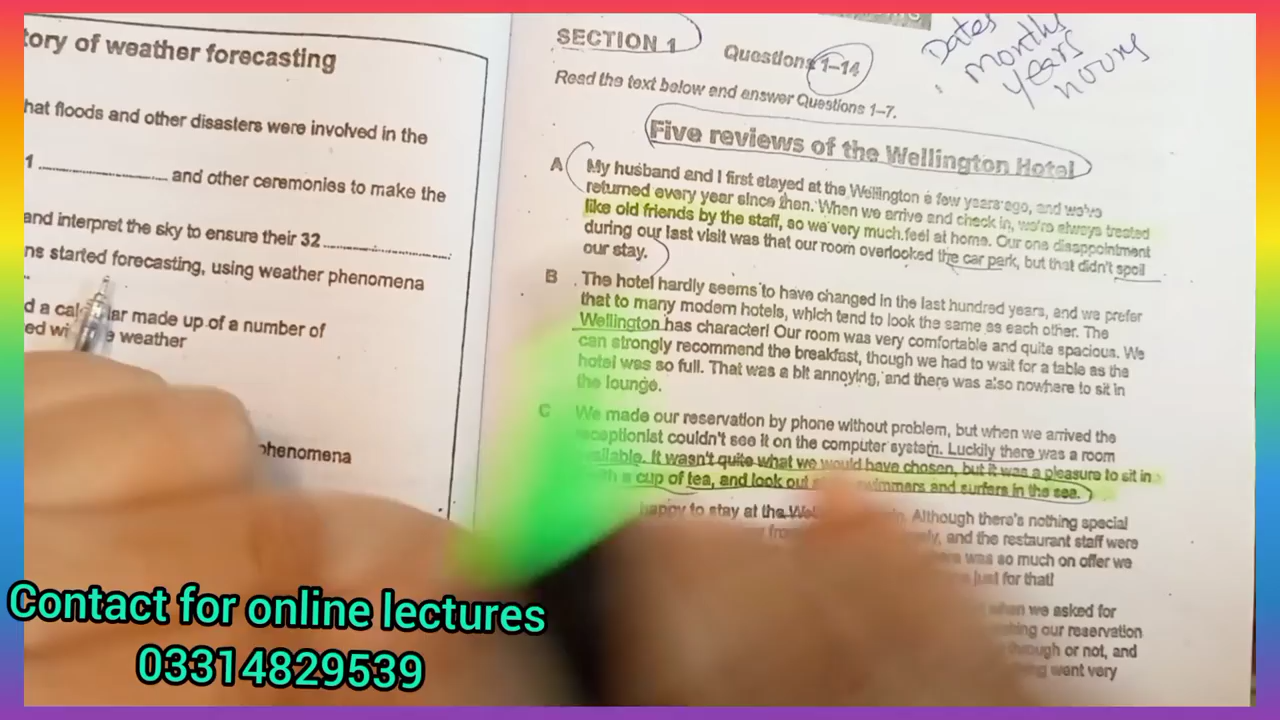 tory of weather forecasting
hat floods and other disasters were involved in the
1 and other ceremonies to make the
and interpret the sky to ensure their 32
ns started forecasting, using weather phenomena
d a cal ar made up of a number of
ed wi e weather
phenomena
SECTION 1
Questions 1–14
Dates
months
years
hours
Read the text below and answer Questions 1–7.
Five reviews of the Wellington Hotel
A My husband and I first stayed at the Wellington a few years ago, and we've
returned every year since then. When we arrive and check in, we're always treated
like old friends by the staff, so we very much feel at home. Our one disappointment
during our last visit was that our room overlooked the car park, but that didn't spoil
our stay.
B The hotel hardly seems to have changed in the last hundred years, and we prefer
that to many modern hotels, which tend to look the same as each other. The
Wellington has character! Our room was very comfortable and quite spacious. We
can strongly recommend the breakfast, though we had to wait for a table as the
hotel was so full. That was a bit annoying, and there was also nowhere to sit in
the lounge.
C We made our reservation by phone without problem, but when we arrived the
eceptionist couldn't see it on the computer system. Luckily there was a room
ailable. It wasn't quite what we would have chosen, but it was a pleasure to sit in
th a cup of tea, and look out swimmers and surfers in the sea.
happy to stay at the Wel Although there's nothing special
ly, and the restaurant staff were
was so much on offer we
just for that!
when we asked for
our reservation
through or not, and
went very
Contact for online lectures
03314829539